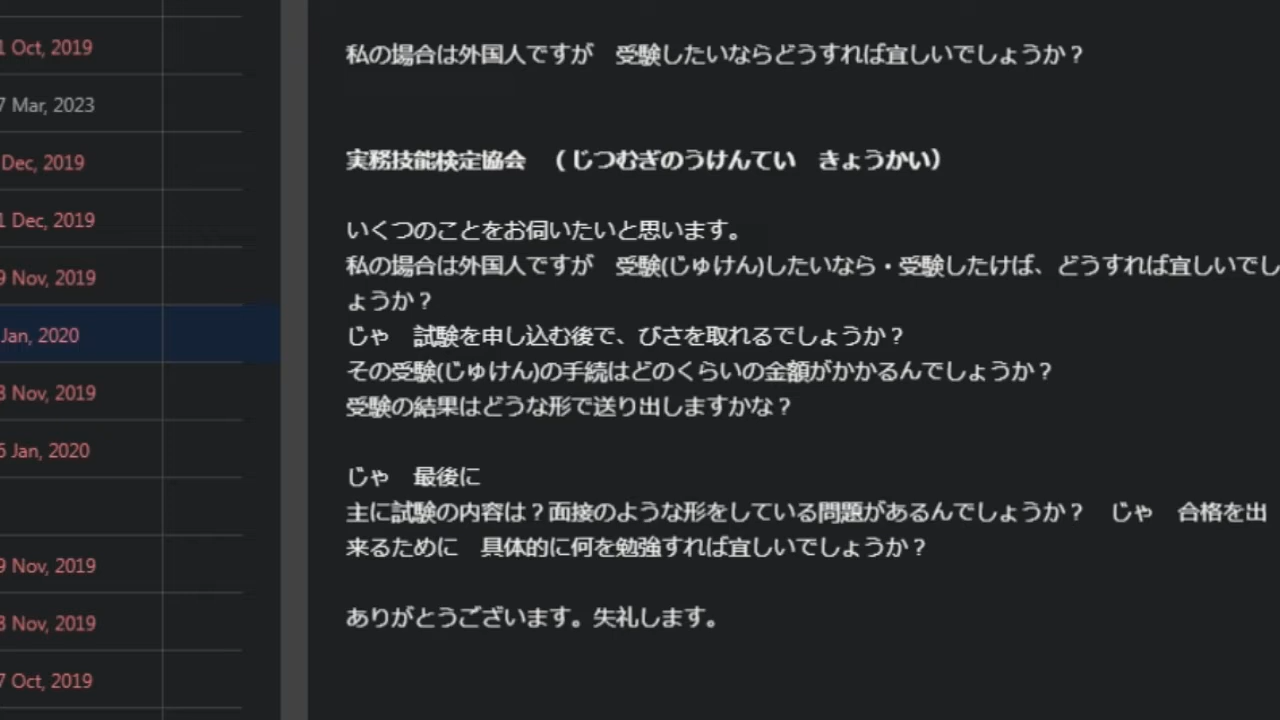 1 Oct, 2019
7 Mar, 2023
Dec, 2019
1 Dec, 2019
9 Nov, 2019
Jan, 2020
3 Nov, 2019
5 Jan, 2020
9 Nov, 2019
3 Nov, 2019
7 Oct, 2019
私の場合は外国人ですが　受験したいならどうすれば宜しいでしょうか？
実務技能検定協会　（じつむぎのうけんてい　きょうかい）
いくつのことをお伺いたいと思います。
私の場合は外国人ですが　受験(じゅけん)したいなら・受験したけば、どうすれば宜しいでし
ょうか？
じゃ　試験を申し込む後で、びさを取れるでしょうか？
その受験(じゅけん)の手続はどのくらいの金額がかかるんでしょうか？
受験の結果はどうな形で送り出しますかな？
じゃ　最後に
主に試験の内容は？面接のような形をしている問題があるんでしょうか？　じゃ　合格を出
来るために　具体的に何を勉強すれば宜しいでしょうか？
ありがとうございます。失礼します。